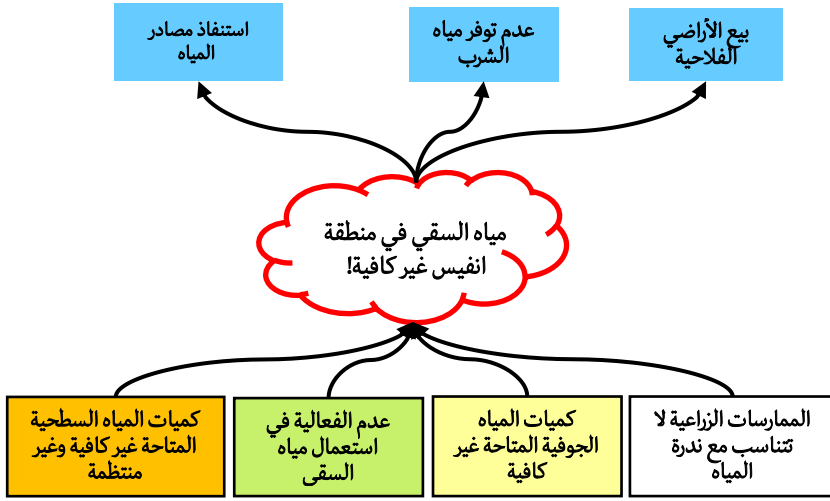 بيع الأراضي
الفلاحية
عدم توفر مياه
الشرب
استنفاذ مصادر
المياه
مياه السقي في منطقة
انفيس غير كافية!
الممارسات الزراعية لا
تتناسب مع ندرة
المياه
كميات المياه
الجوفية المتاحة غير
كافية
عدم الفعالية في
استعمال مياه
السقى
كميات المياه السطحية
المتاحة غير كافية وغير
منتظمة